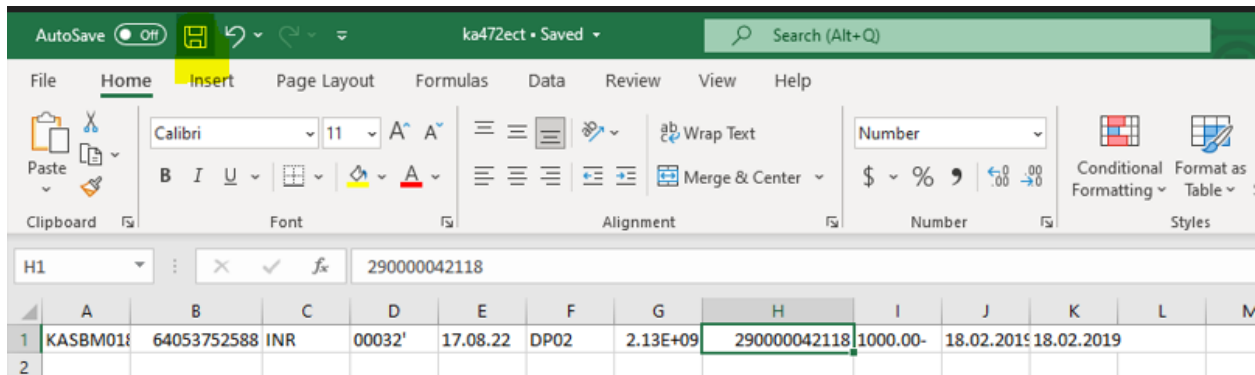 AutoSave Off ka472ect • Saved Search (Alt+Q)
File Home Insert Page Layout Formulas Data Review View Help
Paste Calibri 11 A^ A˅ ab Wrap Text Number Conditional Formatting Format as Table
B I U A Merge & Center $ % 9 .00 .00
Clipboard Font Alignment Number Styles
H1 fx 290000042118
A B C D E F G H I J K L M
1 KASBM018 64053752588 INR 00032' 17.08.22 DP02 2.13E+09 290000042118 1000.00- 18.02.2019 18.02.2019
2